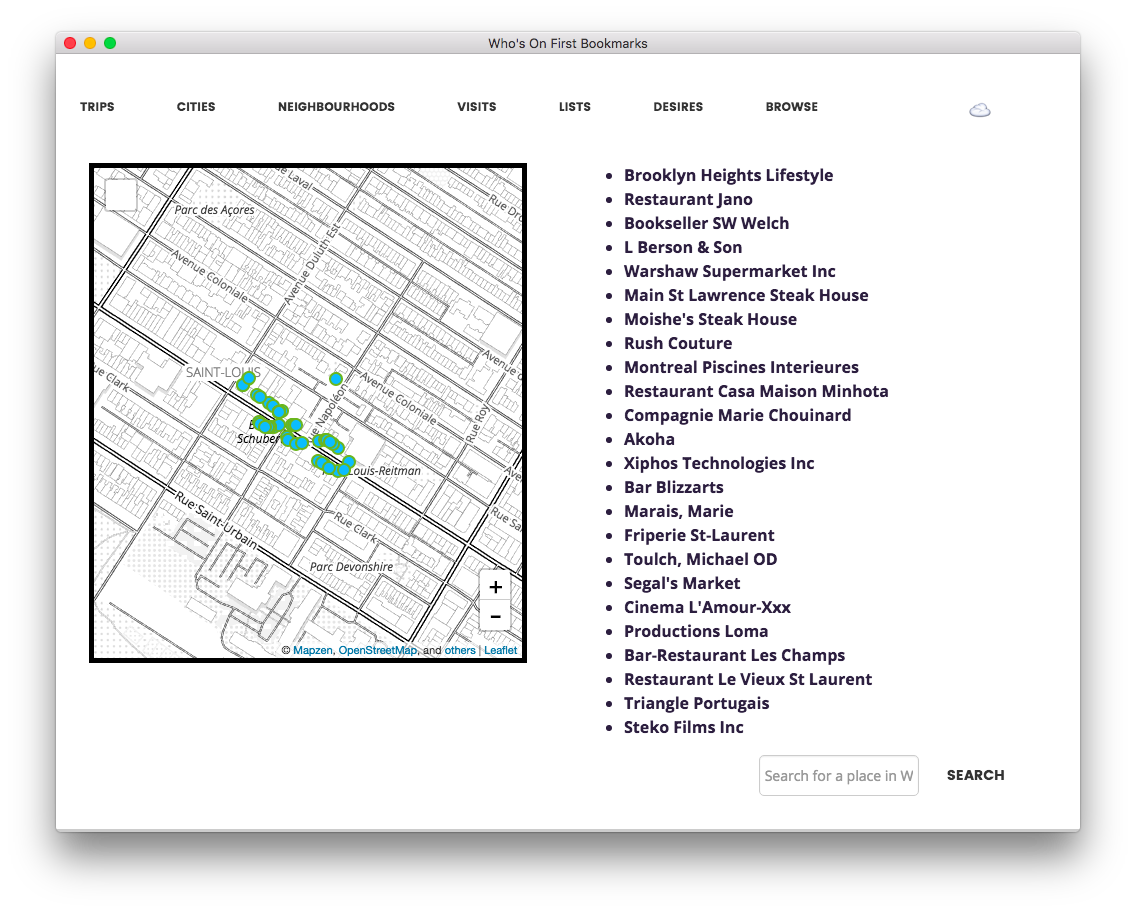 Who's On First Bookmarks
TRIPS
CITIES
NEIGHBOURHOODS
VISITS
LISTS
DESIRES
BROWSE
Parc des Açores
Avenue Duluth Est
Avenue Coloniale
SAINT-LOUIS
Clark
Napoléon
Avenue Coloniale
Avenue
Rue Roy
Schuber
Louis-Reitman
Rue Saint-Urbain
Rue Clark
Parc Devonshire
+
−
© Mapzen, OpenStreetMap, and others | Leaflet
Brooklyn Heights Lifestyle
Restaurant Jano
Bookseller SW Welch
L Berson & Son
Warshaw Supermarket Inc
Main St Lawrence Steak House
Moishe's Steak House
Rush Couture
Montreal Piscines Interieures
Restaurant Casa Maison Minhota
Compagnie Marie Chouinard
Akoha
Xiphos Technologies Inc
Bar Blizzarts
Marais, Marie
Friperie St-Laurent
Toulch, Michael OD
Segal's Market
Cinema L'Amour-Xxx
Productions Loma
Bar-Restaurant Les Champs
Restaurant Le Vieux St Laurent
Triangle Portugais
Steko Films Inc
Search for a place in W
SEARCH